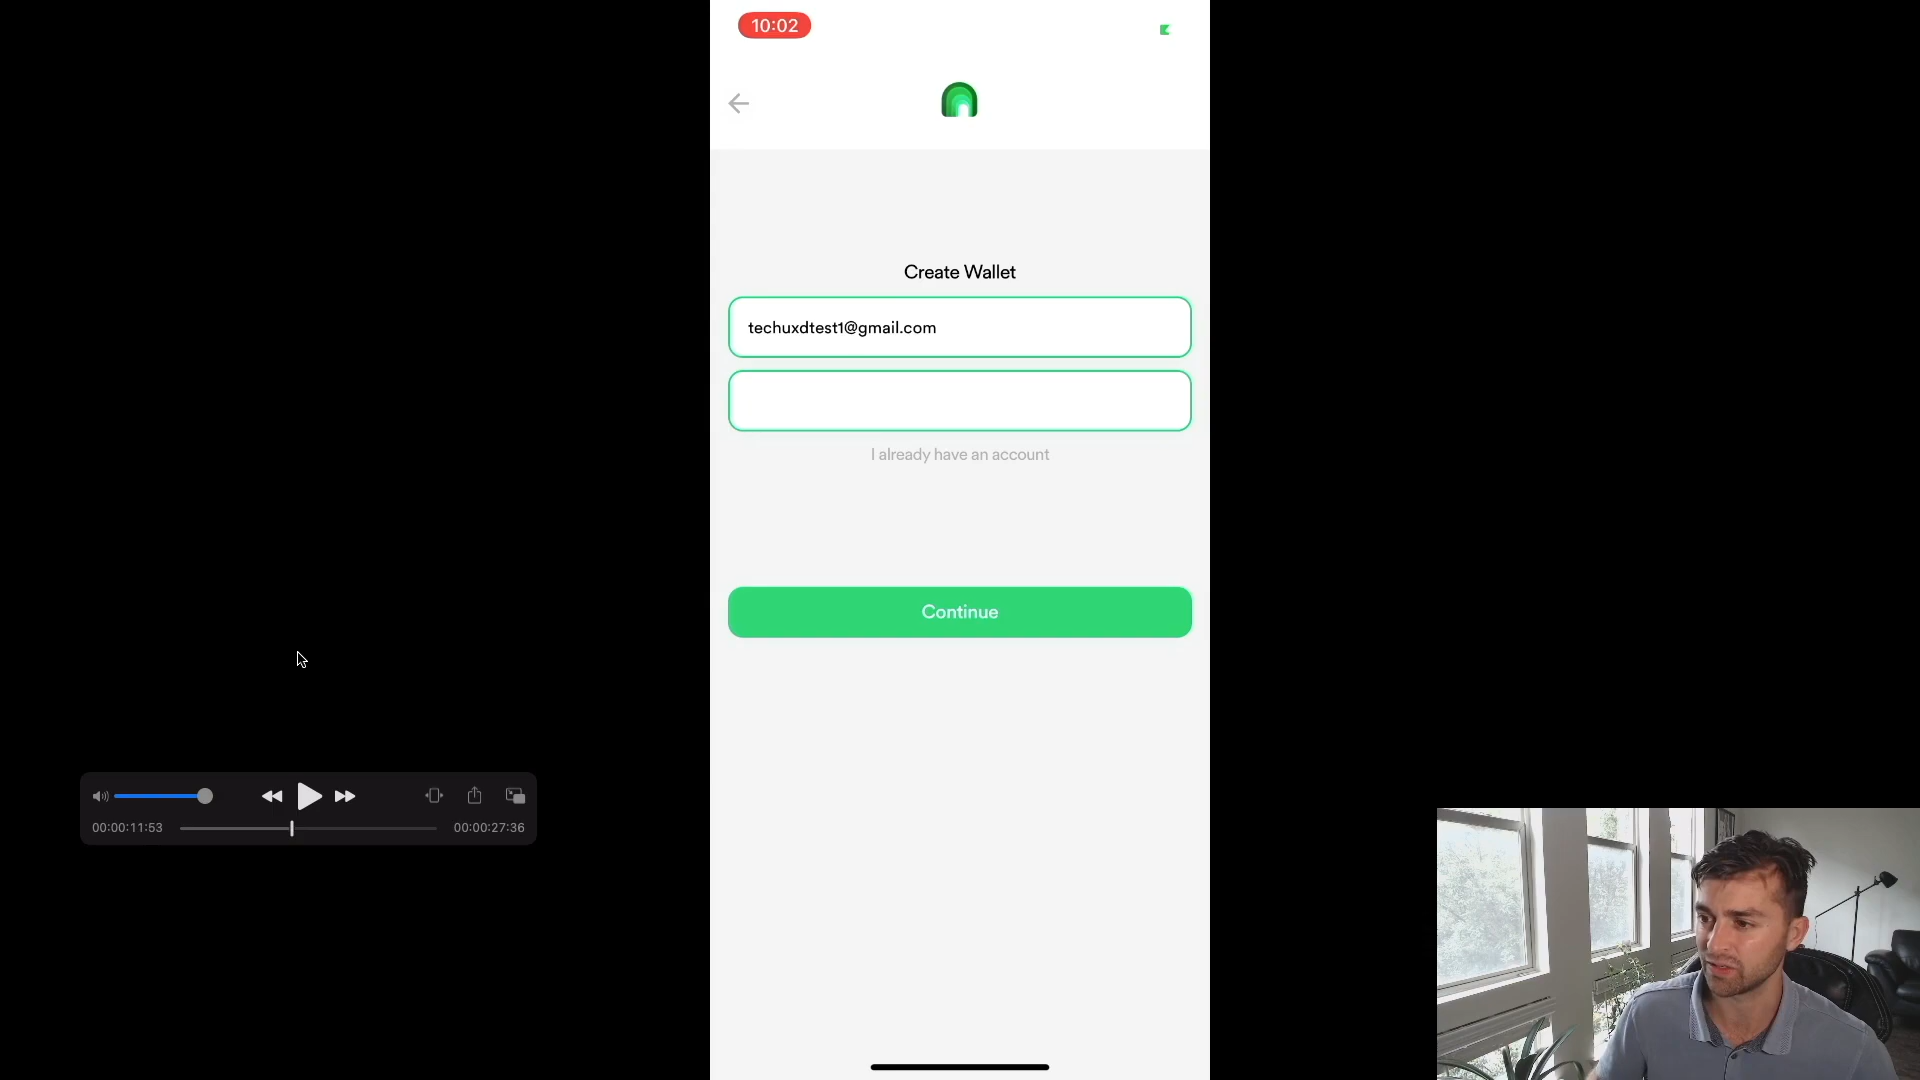 10:02
Create Wallet
techuxdtest1@gmail.com
I already have an account
Continue
00:00:11:53
00:00:27:36